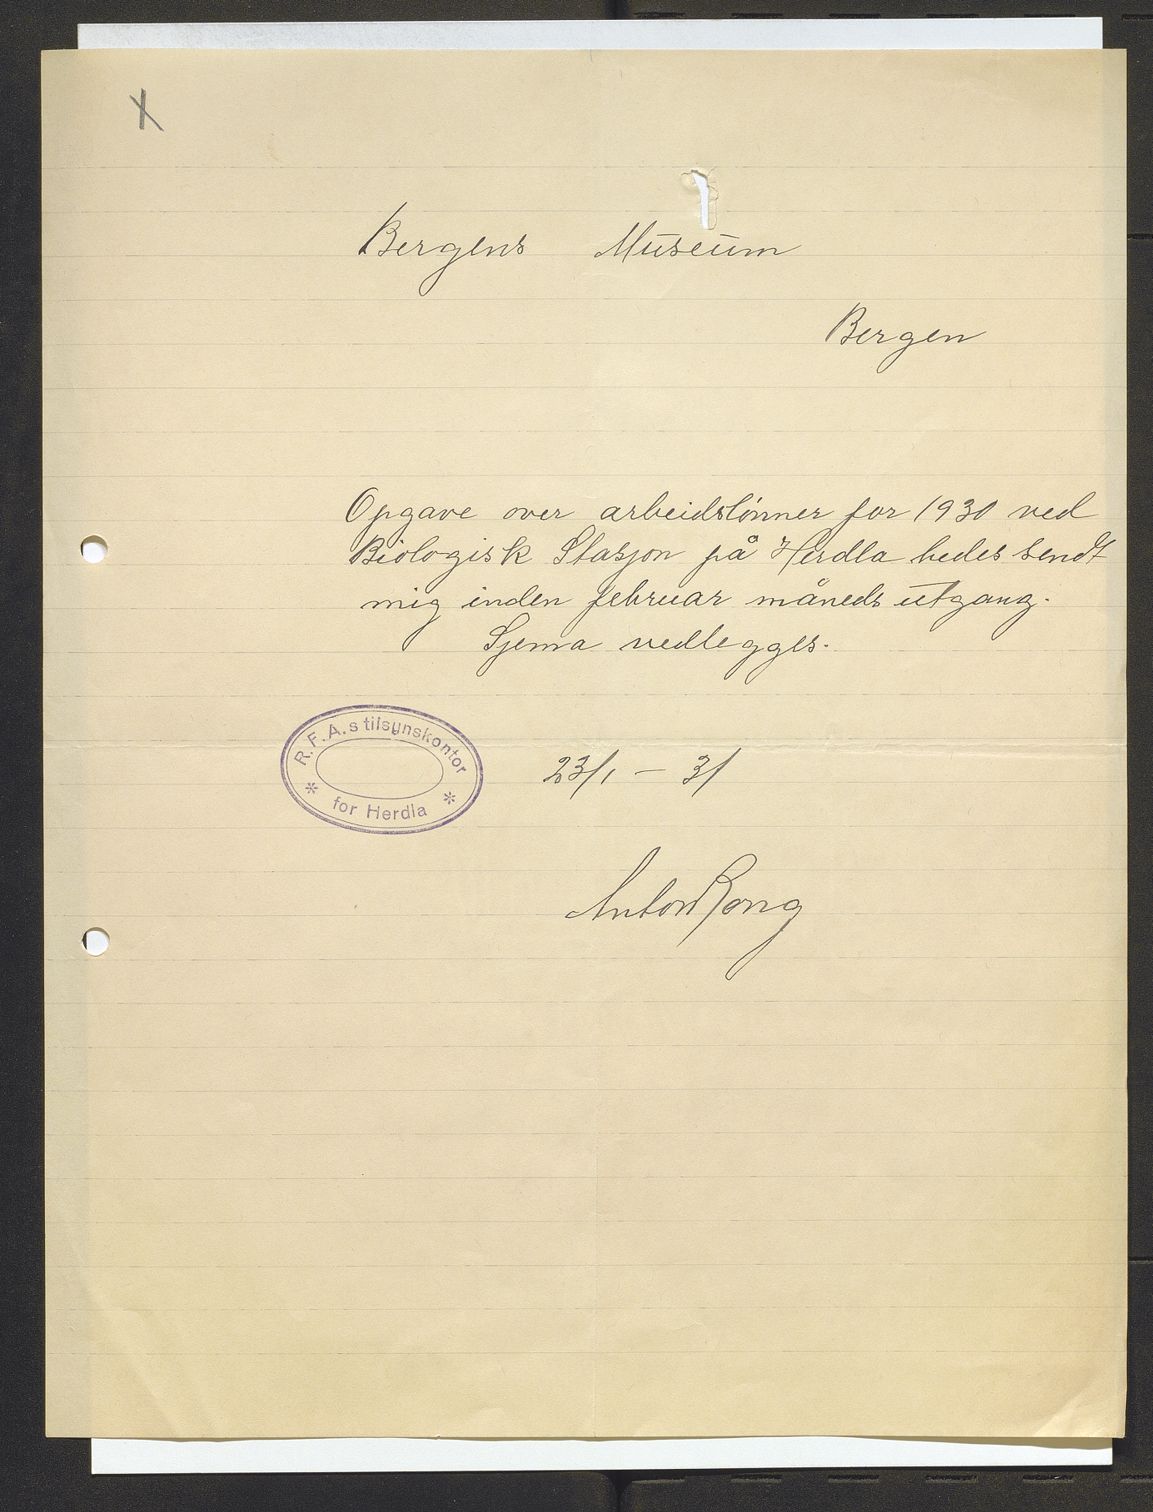 X
Bergens Museum
Bergen
Opgave over arbeidslönner for 1930 ved
Biologisk Stasjon på Herdla bedes sendt
mig inden februar måneds utgang.
Sjema vedlegges.
R.F.A.s tilsynskontor
* for Herdla *
23/1 – 31
Anton Rong